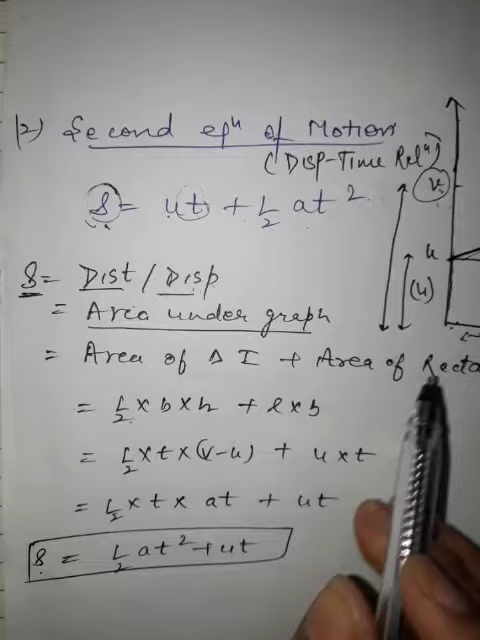 (2) Second eqⁿ of Motion
(Disp-Time Relⁿ)
S = ut + 1/2 at²
v
u
(u)
S = Dist / Disp
= Area under graph
= Area of Δ I + Area of Recta
= 1/2 × b × h + l × b
= 1/2 × t × (v-u) + u × t
= 1/2 × t × at + ut
S = 1/2 at² + ut